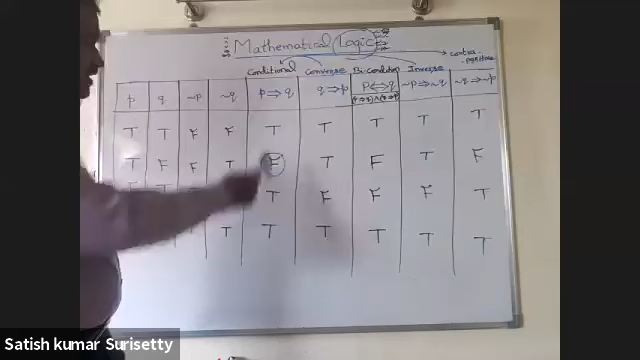 Mathematical Logic
contra-
positive
Conditional Converse Bi-Condition Inverse
p q ~p ~q p⇒q q⇒p p⇔q ~p⇒~q ~q⇒~p
(p⇒q)∧(q⇒p)
T T F F T T T T T
T F F T F T F T F
F T T F F F T
T T T T T T
Satish kumar Surisetty